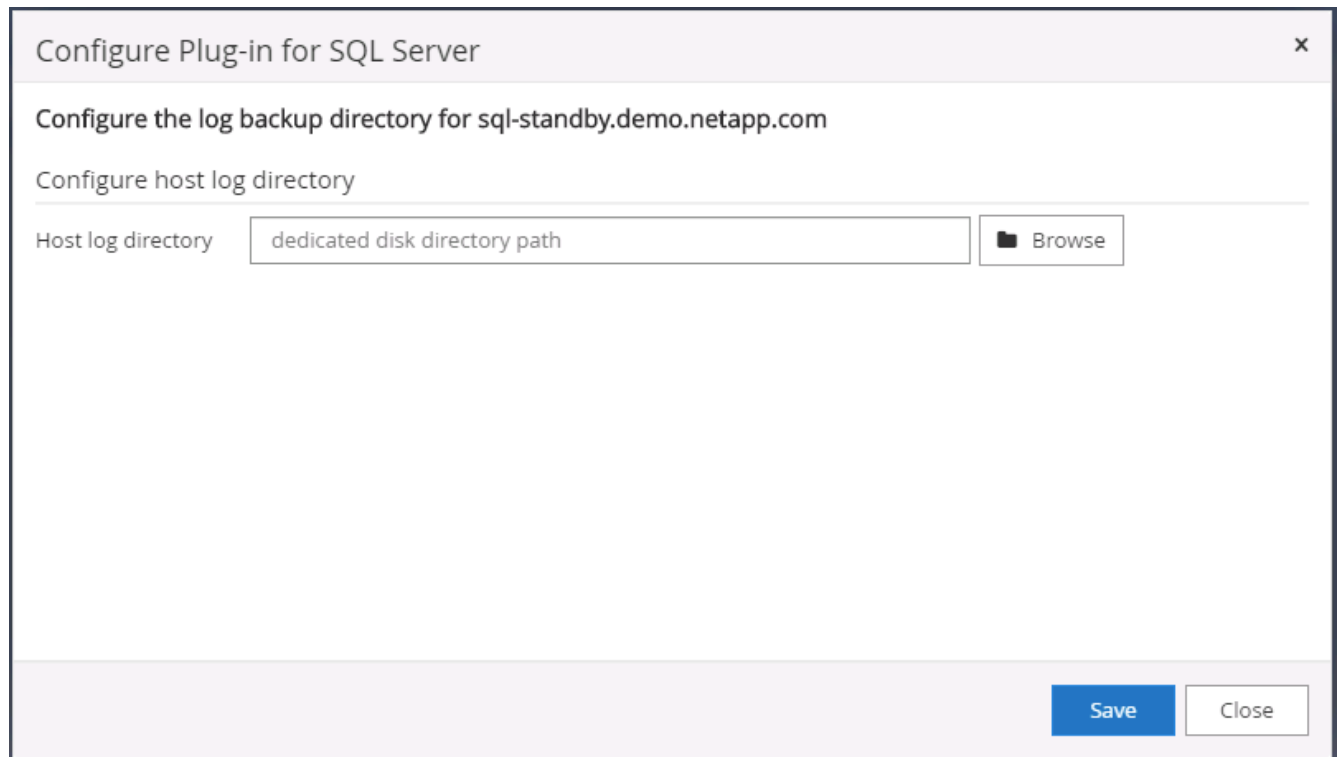 Configure Plug-in for SQL Server ×
Configure the log backup directory for sql-standby.demo.netapp.com
Configure host log directory
Host log directory dedicated disk directory path Browse
Save Close